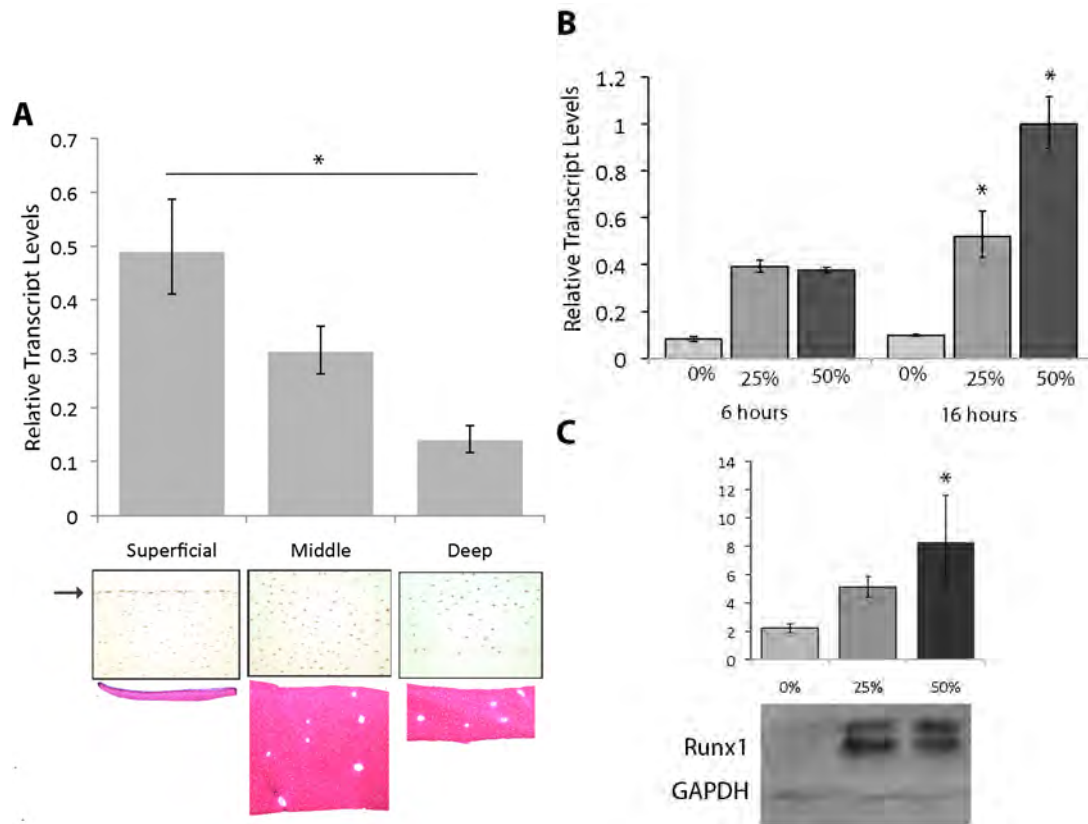 A
Relative Transcript Levels
0.7
0.6
0.5
0.4
0.3
0.2
0.1
0
*
Superficial Middle Deep
B
Relative Transcript Levels
1.2
1
0.8
0.6
0.4
0.2
0
*
*
0% 25% 50% 0% 25% 50%
6 hours 16 hours
C
14
12
10
8
6
4
2
0
*
0% 25% 50%
Runx1
GAPDH